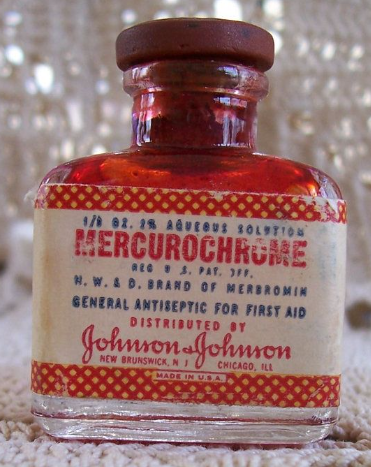 1/2 OZ. 2% AQUEOUS SOLUTION
MERCUROCHROME
REG U.S. PAT. OFF.
H. W. & D. BRAND OF MERBROMIN
GENERAL ANTISEPTIC FOR FIRST AID
DISTRIBUTED BY
Johnson & Johnson
NEW BRUNSWICK, N J CHICAGO, ILL
MADE IN U.S.A.